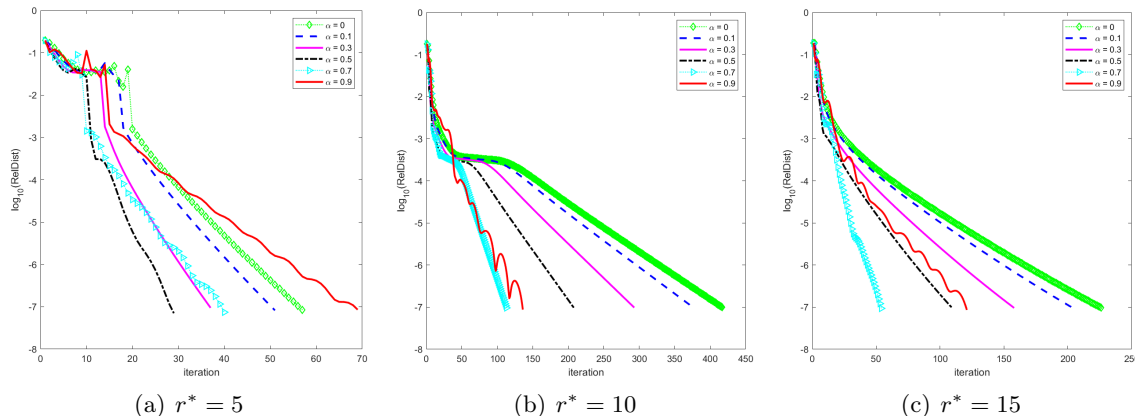 0
-1
-2
-3
-4
-5
-6
-7
-8
log10(RelDist)
0 10 20 30 40 50 60 70
iteration
α = 0
α = 0.1
α = 0.3
α = 0.5
α = 0.7
α = 0.9
(a) r* = 5
0
-1
-2
-3
-4
-5
-6
-7
-8
log10(RelDist)
0 50 100 150 200 250 300 350 400 450
iteration
α = 0
α = 0.1
α = 0.3
α = 0.5
α = 0.7
α = 0.9
(b) r* = 10
0
-1
-2
-3
-4
-5
-6
-7
-8
log10(RelDist)
0 50 100 150 200 250
iteration
α = 0
α = 0.1
α = 0.3
α = 0.5
α = 0.7
α = 0.9
(c) r* = 15